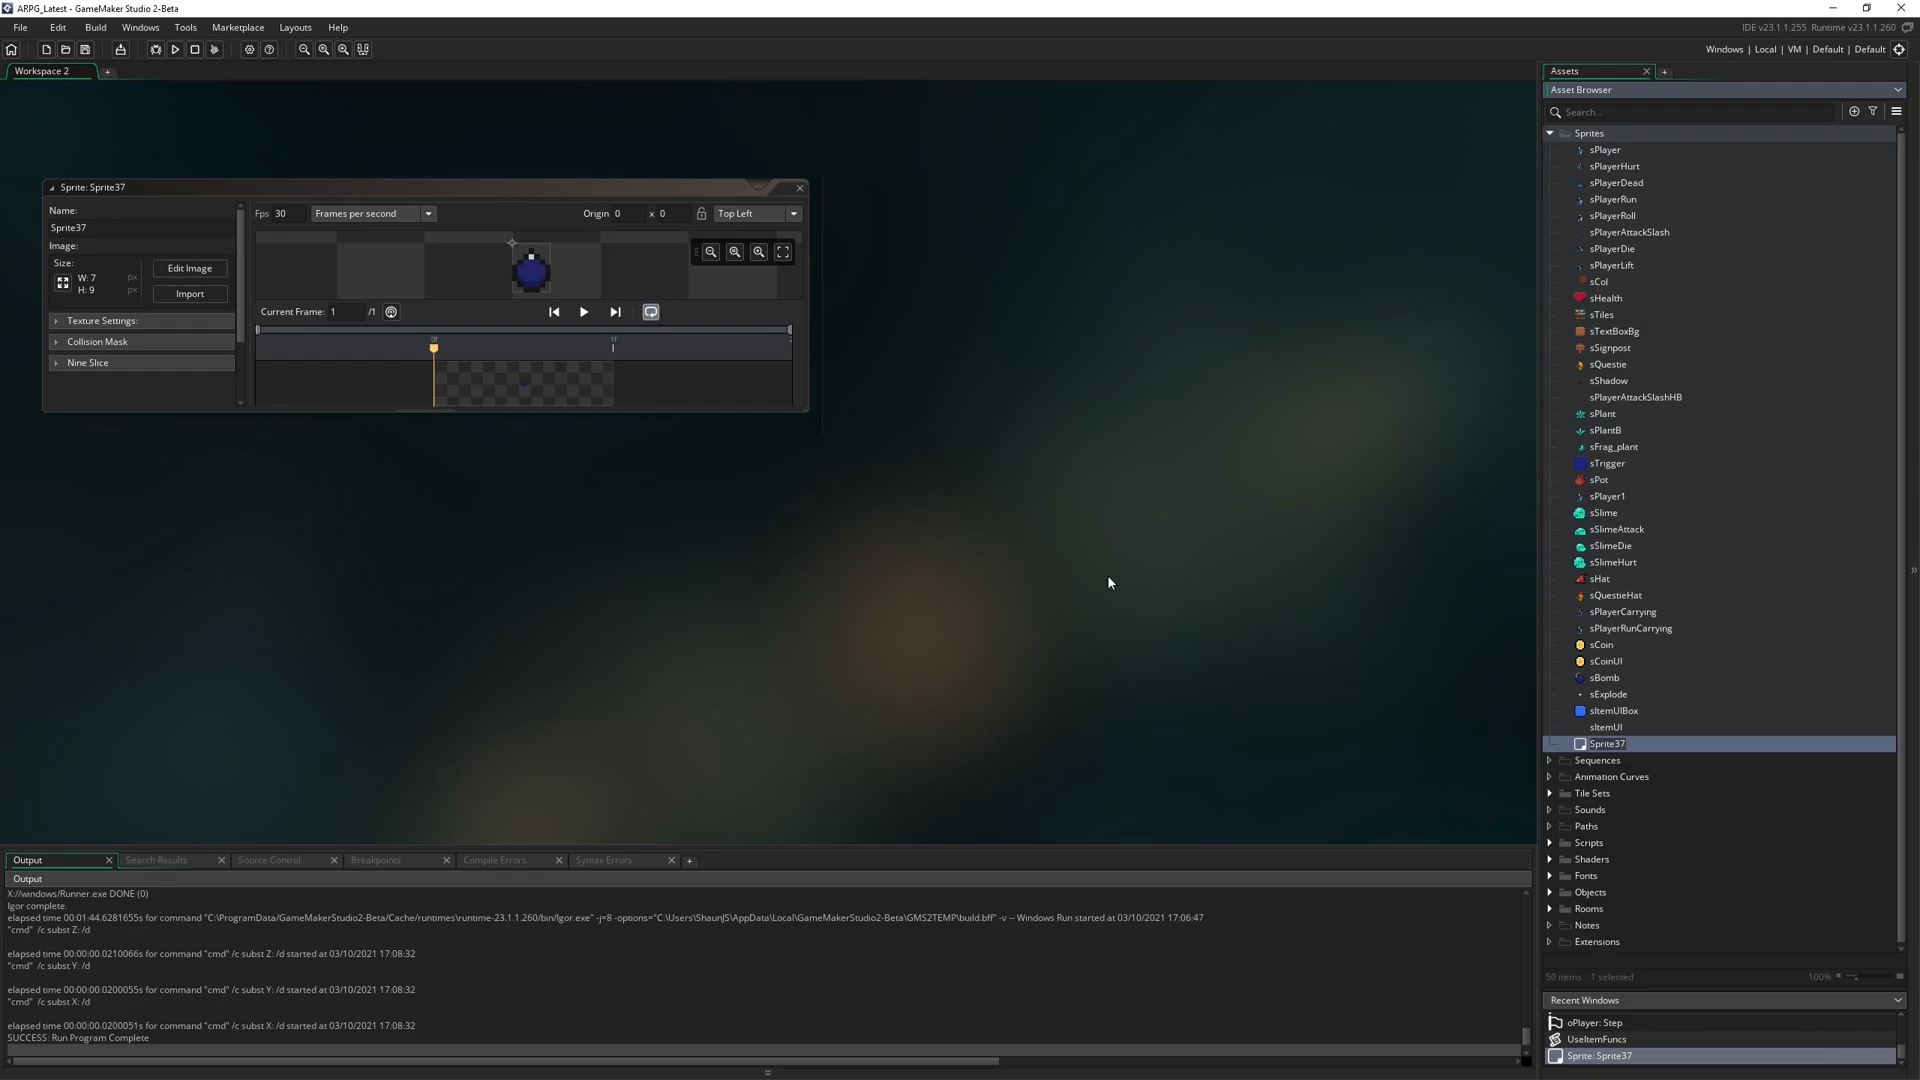 ARPG_Latest - GameMaker Studio 2-Beta
File Edit Build Windows Tools Marketplace Layouts Help
IDE v23.1.1.255 Runtime v23.1.1.260
Windows | Local | VM | Default | Default
Workspace 2
Assets
Asset Browser
Search...
Sprites
sPlayer
sPlayerHurt
sPlayerDead
sPlayerRun
sPlayerRoll
sPlayerAttackSlash
sPlayerDie
sPlayerLift
sCol
sHealth
sTiles
sTextBoxBg
sSignpost
sQuestie
sShadow
sPlayerAttackSlashHB
sPlant
sPlantB
sFrag_plant
sTrigger
sPot
sPlayer1
sSlime
sSlimeAttack
sSlimeDie
sSlimeHurt
sHat
sQuestieHat
sPlayerCarrying
sPlayerRunCarrying
sCoin
sCoinUI
sBomb
sExplode
sItemUIBox
sItemUI
Sprite37
Sequences
Animation Curves
Tile Sets
Sounds
Paths
Scripts
Shaders
Fonts
Objects
Rooms
Notes
Extensions
50 items 1 selected 100%
Recent Windows
oPlayer: Step
UseItemFuncs
Sprite: Sprite37
Sprite: Sprite37
Name:
Sprite37
Image:
Size:
W: 7 px
H: 9 px
Edit Image
Import
Texture Settings:
Collision Mask
Nine Slice
Fps 30 Frames per second Origin 0 x 0 Top Left
Current Frame: 1 /1
0f 1f
Output Search Results Source Control Breakpoints Compile Errors Syntax Errors
Output
X://windows/Runner.exe DONE (0)
Igor complete.
elapsed time 00:01:44.6281655s for command "C:\ProgramData/GameMakerStudio2-Beta/Cache/runtimes\runtime-23.1.1.260/bin/Igor.exe" -j=8 -options="C:\Users\ShaunJS\AppData\Local\GameMakerStudio2-Beta\GMS2TEMP\build.bff" -v -- Windows Run started at 03/10/2021 17:06:47
"cmd" /c subst Z: /d
elapsed time 00:00:00.0210066s for command "cmd" /c subst Z: /d started at 03/10/2021 17:08:32
"cmd" /c subst Y: /d
elapsed time 00:00:00.0200055s for command "cmd" /c subst Y: /d started at 03/10/2021 17:08:32
"cmd" /c subst X: /d
elapsed time 00:00:00.0200051s for command "cmd" /c subst X: /d started at 03/10/2021 17:08:32
SUCCESS: Run Program Complete